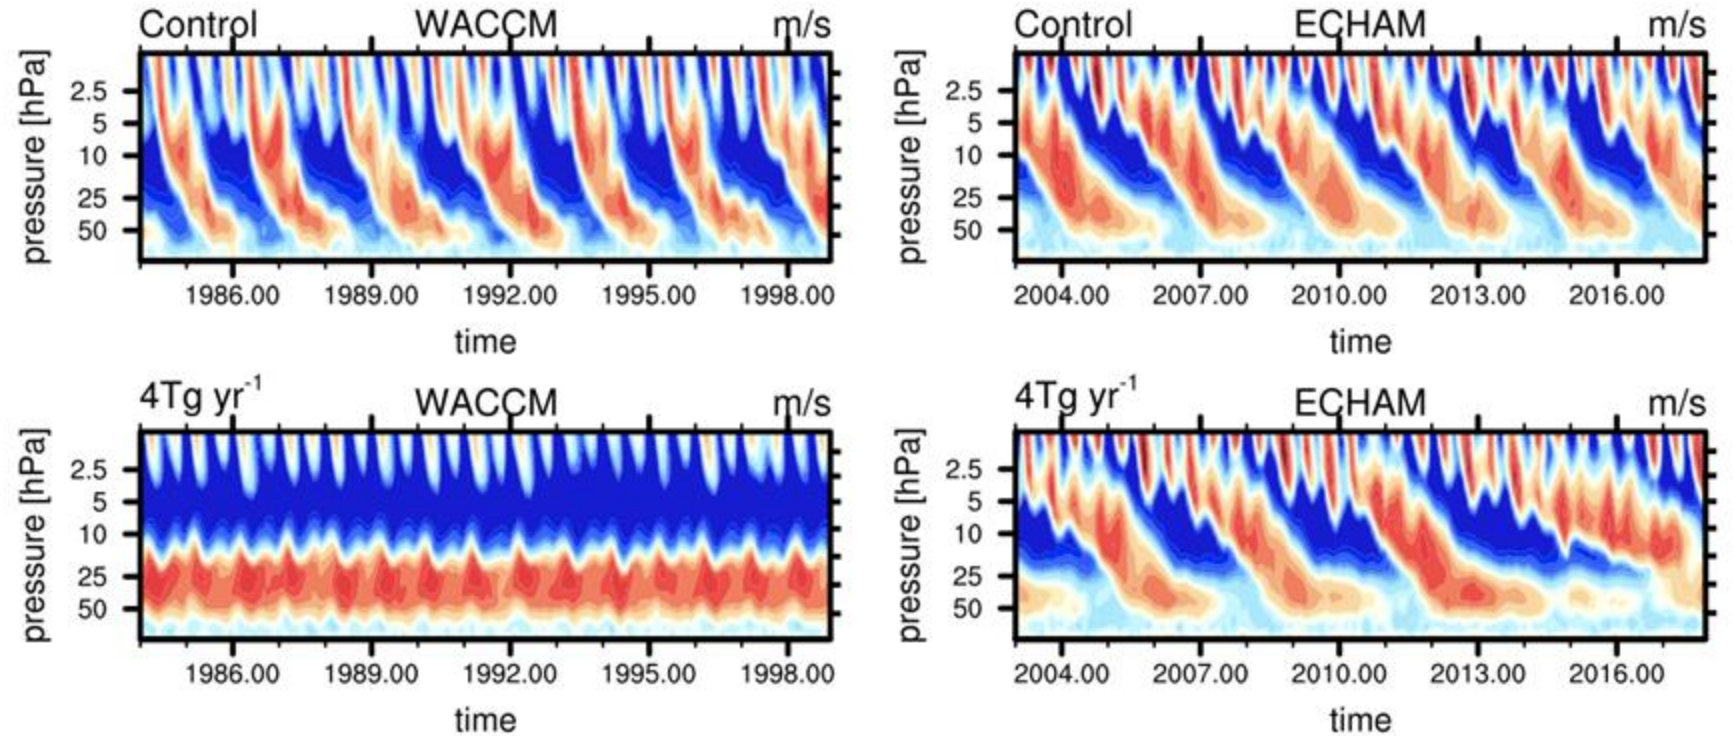 Control WACCM m/s
pressure [hPa]
2.5
5
10
25
50
1986.00 1989.00 1992.00 1995.00 1998.00
time
Control ECHAM m/s
pressure [hPa]
2.5
5
10
25
50
2004.00 2007.00 2010.00 2013.00 2016.00
time
4Tg yr-1 WACCM m/s
pressure [hPa]
2.5
5
10
25
50
1986.00 1989.00 1992.00 1995.00 1998.00
time
4Tg yr-1 ECHAM m/s
pressure [hPa]
2.5
5
10
25
50
2004.00 2007.00 2010.00 2013.00 2016.00
time